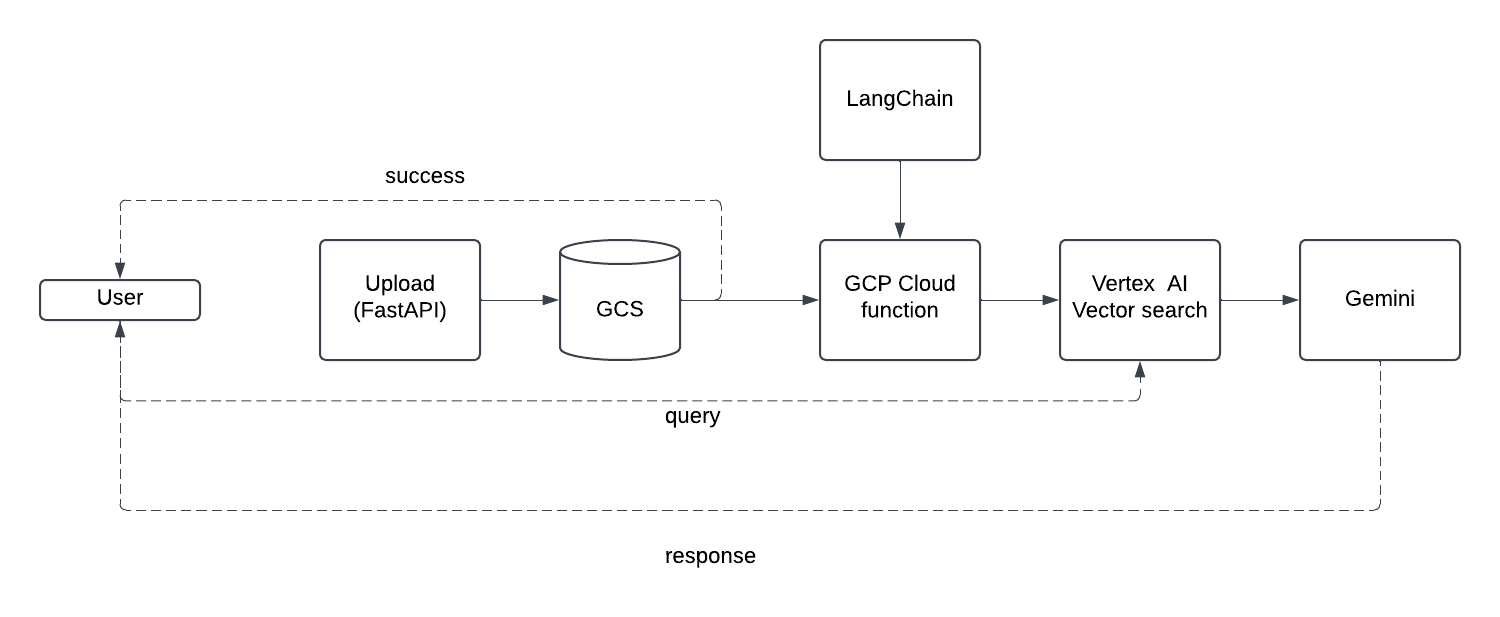 LangChain
success
User
Upload
(FastAPI)
GCS
GCP Cloud
function
Vertex  AI
Vector search
Gemini
query
response